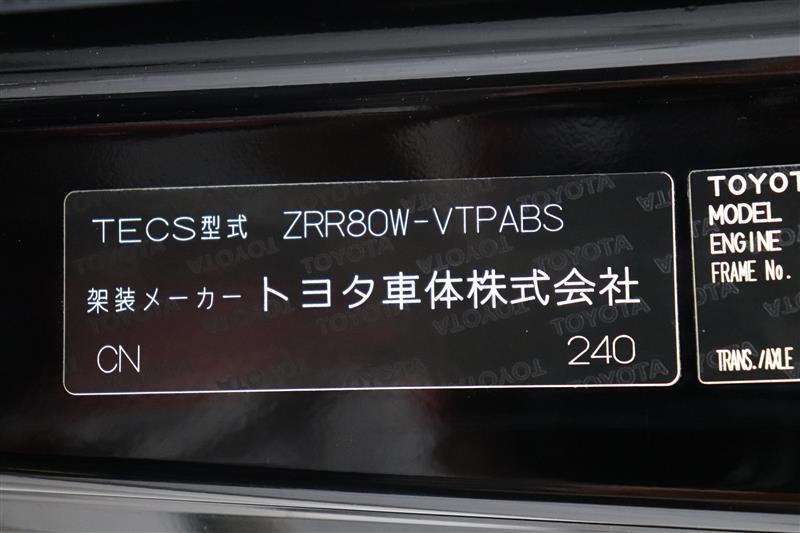 TECS型式 ZRR80W-VTPABS
架装メーカー トヨタ車体株式会社
CN 240
MODEL
ENGINE
FRAME No.
TRANS./AXLE